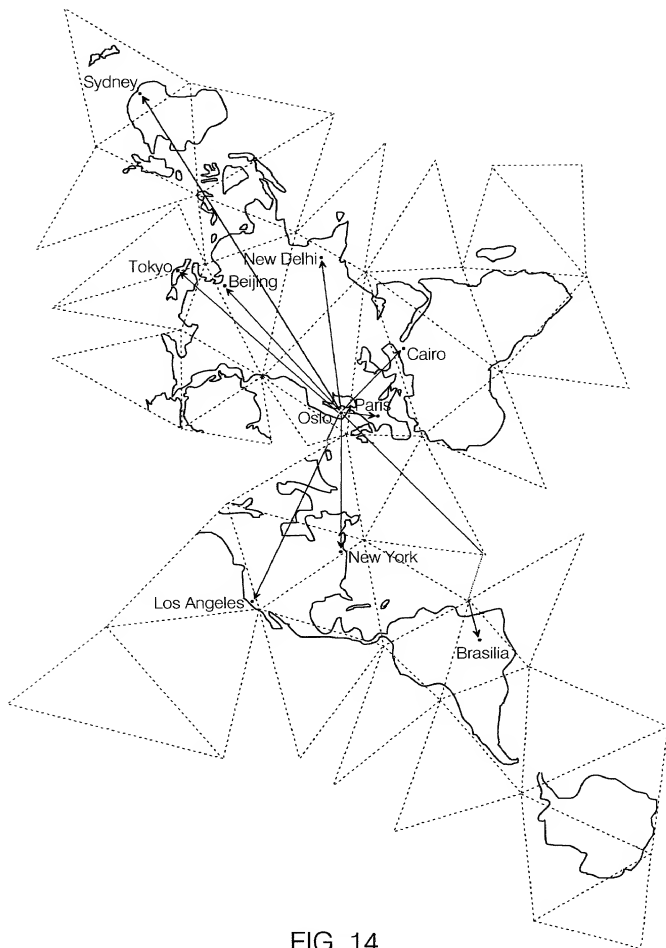 Sydney
New Delhi
Tokyo
Beijing
Cairo
Paris
Oslo
New York
Los Angeles
Brasilia
FIG. 14